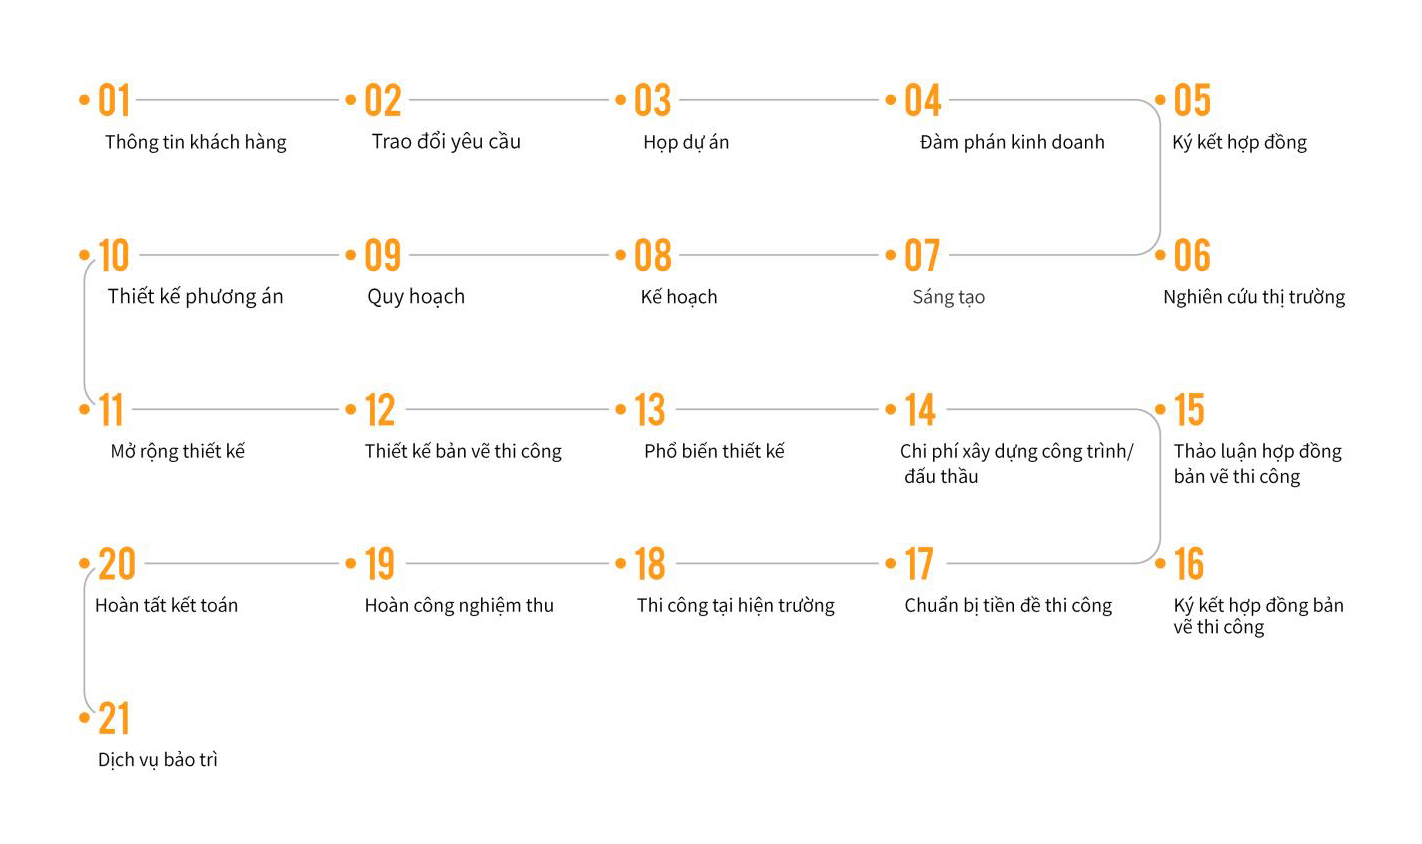 01
Thông tin khách hàng
02
Trao đổi yêu cầu
03
Họp dự án
04
Đàm phán kinh doanh
05
Ký kết hợp đồng
06
Nghiên cứu thị trường
07
Sáng tạo
08
Kế hoạch
09
Quy hoạch
10
Thiết kế phương án
11
Mở rộng thiết kế
12
Thiết kế bản vẽ thi công
13
Phổ biến thiết kế
14
Chi phí xây dựng công trình/
đấu thầu
15
Thảo luận hợp đồng
bản vẽ thi công
16
Ký kết hợp đồng bản
vẽ thi công
17
Chuẩn bị tiền đề thi công
18
Thi công tại hiện trường
19
Hoàn công nghiệm thu
20
Hoàn tất kết toán
21
Dịch vụ bảo trì